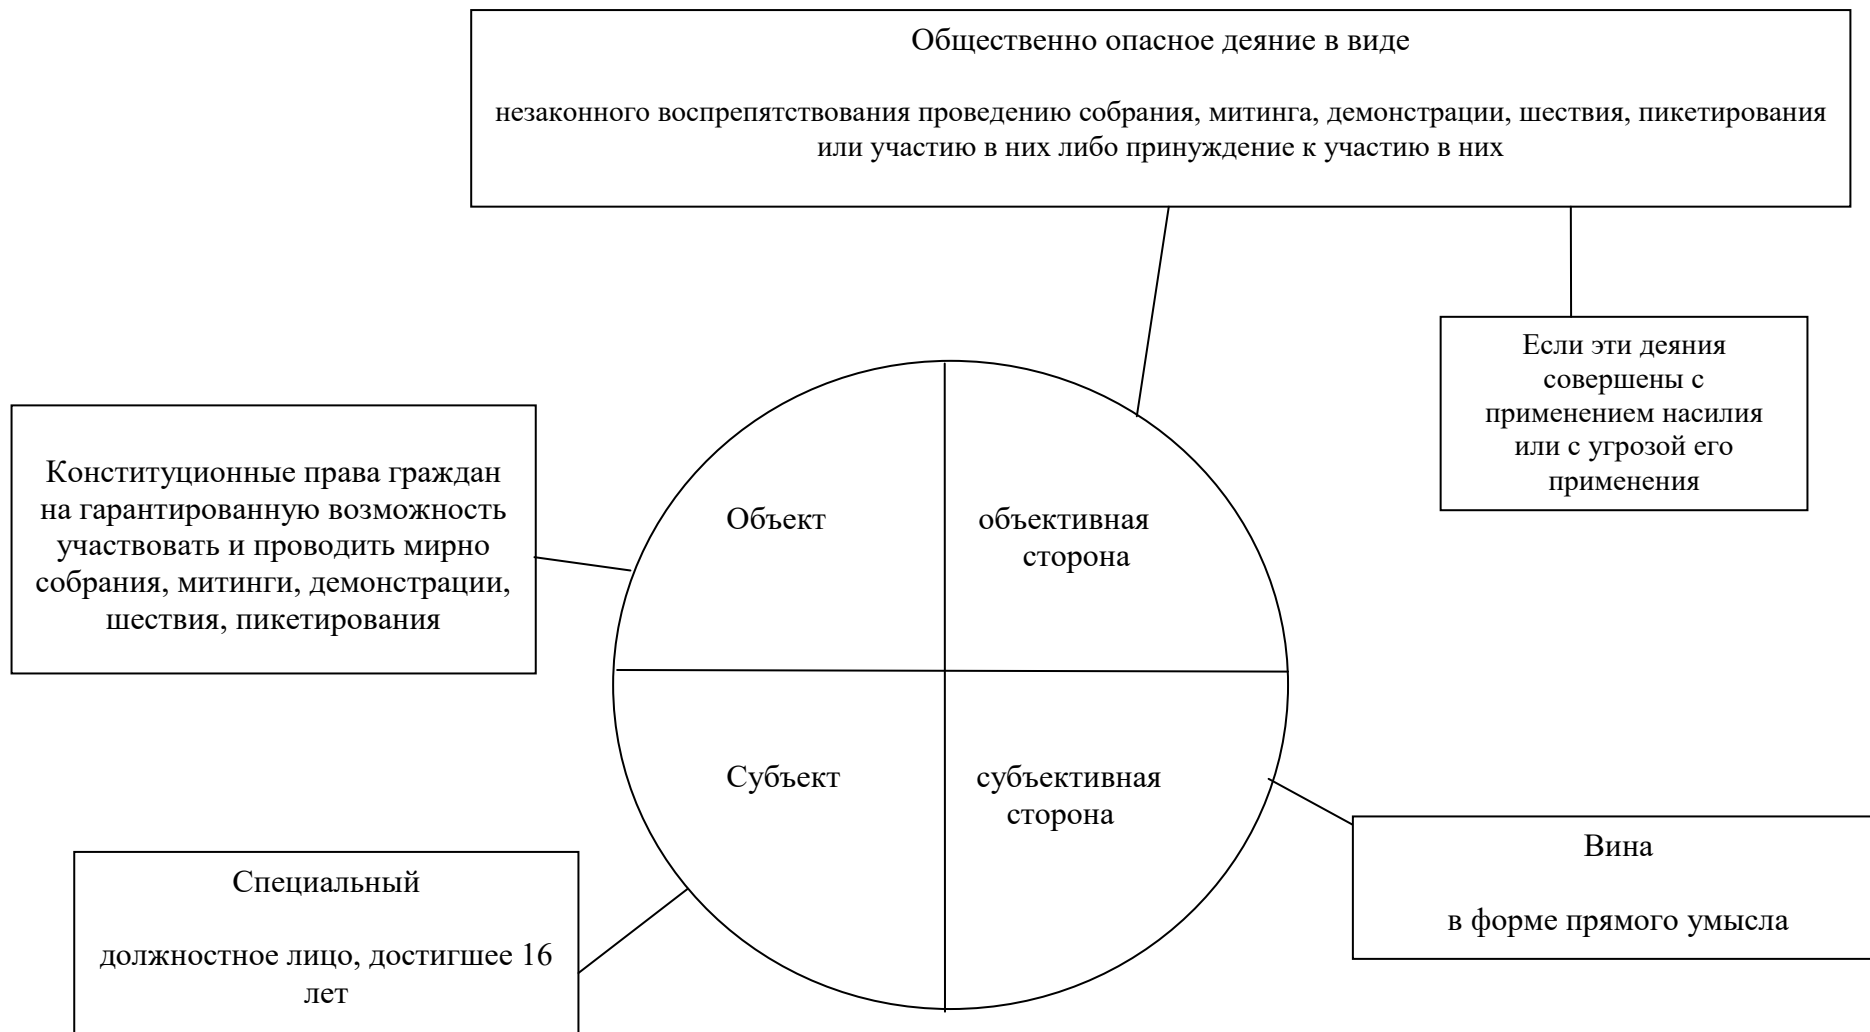 Общественно опасное деяние в виде
незаконного воспрепятствования проведению собрания, митинга, демонстрации, шествия, пикетирования
или участию в них либо принуждение к участию в них
Если эти деяния
совершены с
применением насилия
или с угрозой его
применения
Конституционные права граждан
на гарантированную возможность
участвовать и проводить мирно
собрания, митинги, демонстрации,
шествия, пикетирования
Объект
объективная
сторона
Субъект
субъективная
сторона
Специальный
должностное лицо, достигшее 16
лет
Вина
в форме прямого умысла